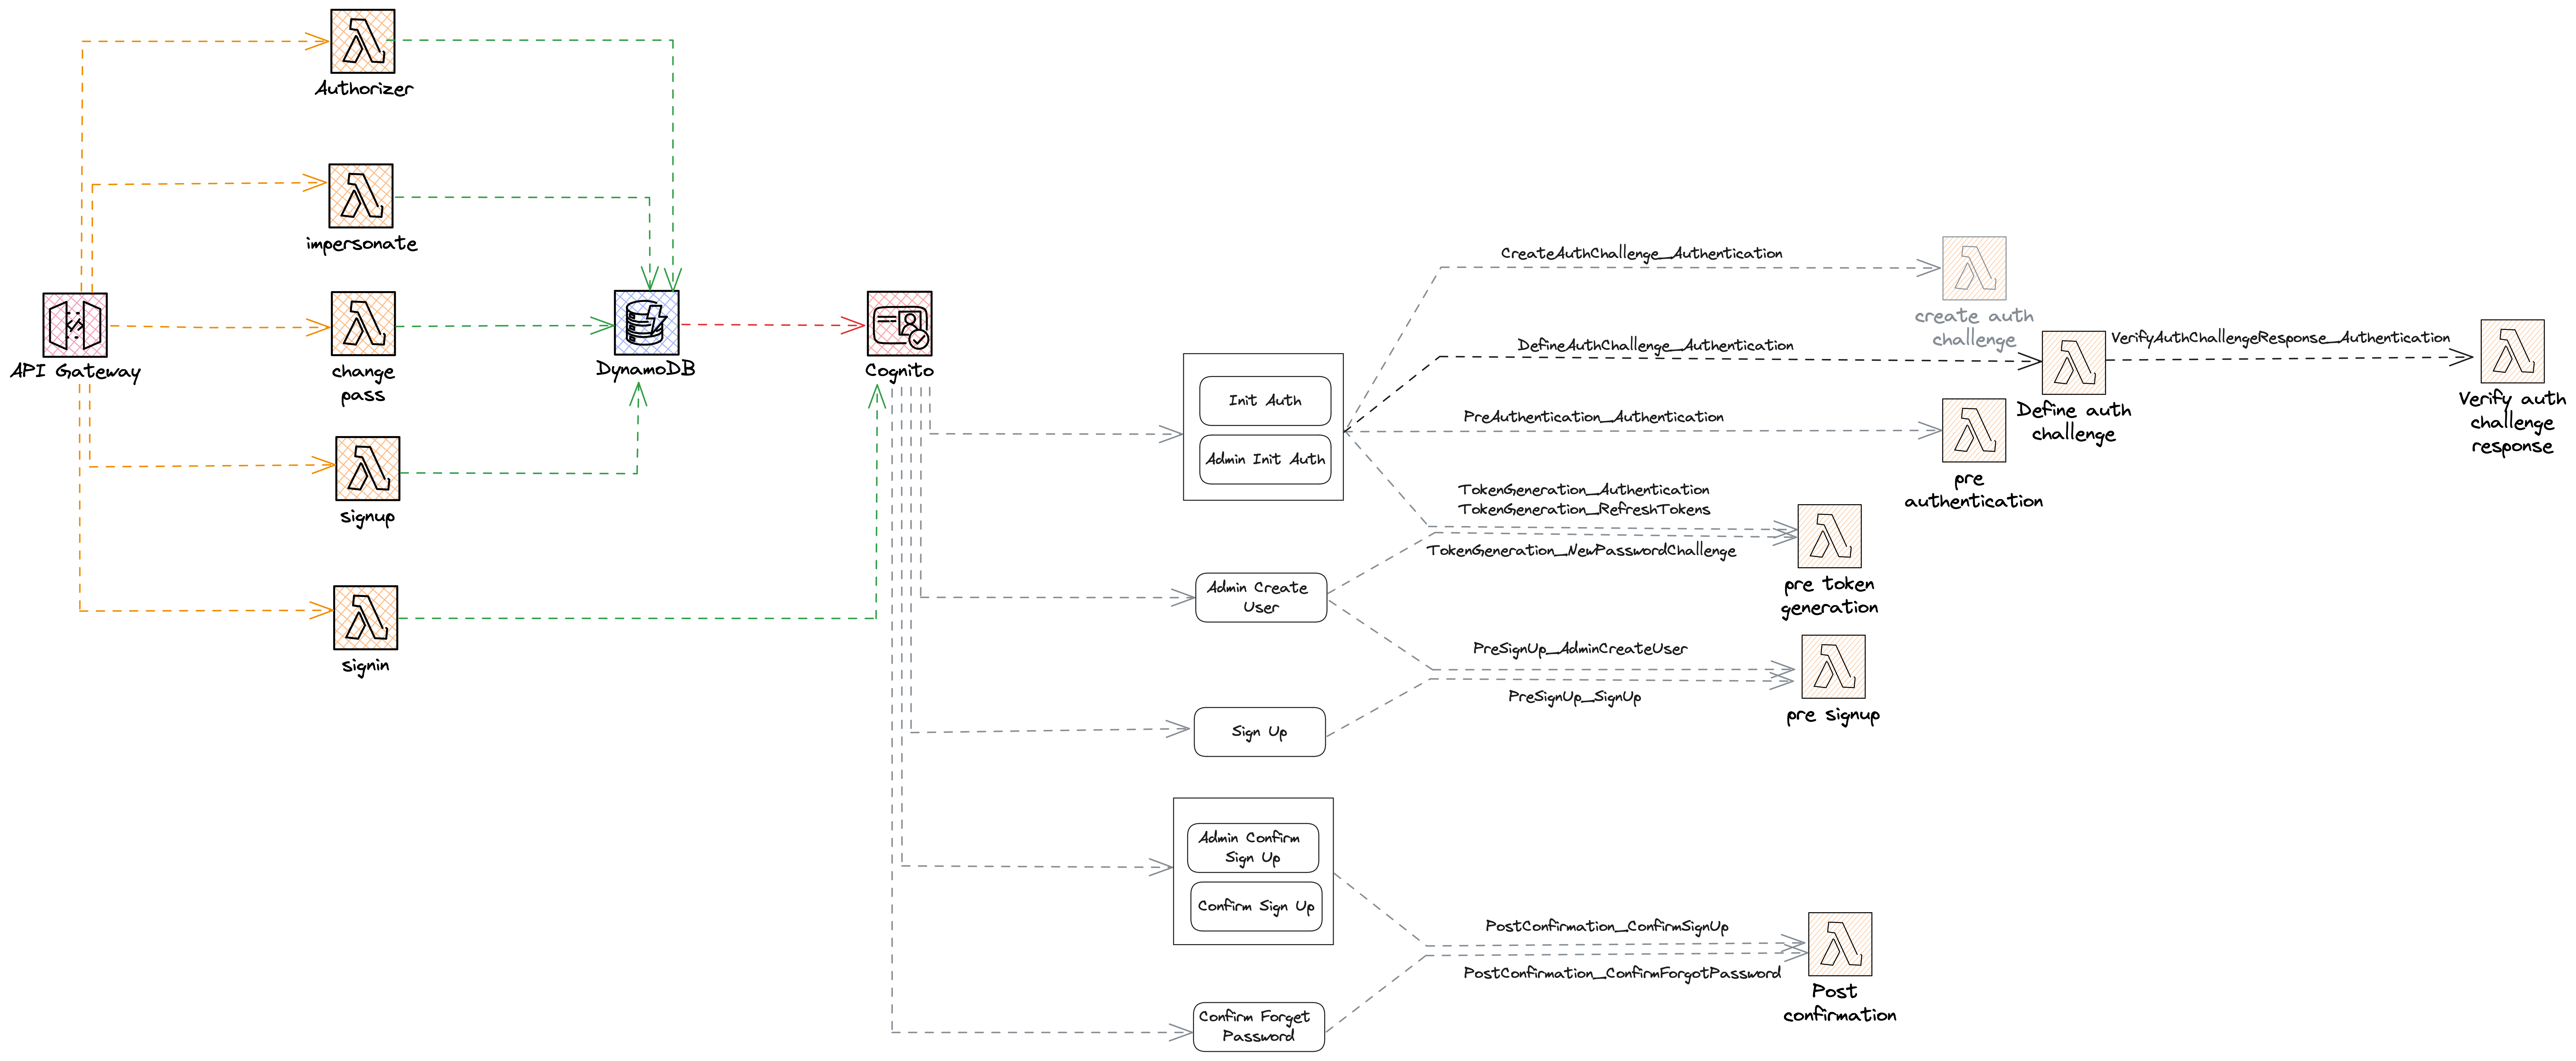 Authorizer
impersonate
API Gateway
change
pass
signup
signin
DynamoDB
Cognito
Init Auth
Admin Init Auth
Admin Create
User
Sign Up
Admin Confirm
Sign Up
Confirm Sign Up
Confirm Forget
Password
CreateAuthChallenge_Authentication
create auth
challenge
DefineAuthChallenge_Authentication
Define auth
challenge
VerifyAuthChallengeResponse_Authentication
Verify auth
challenge
response
PreAuthentication_Authentication
pre
authentication
TokenGeneration_Authentication
TokenGeneration_RefreshTokens
TokenGeneration_NewPasswordChallenge
pre token
generation
PreSignUp_AdminCreateUser
PreSignUp_SignUp
pre signup
PostConfirmation_ConfirmSignUp
PostConfirmation_ConfirmForgotPassword
Post
confirmation